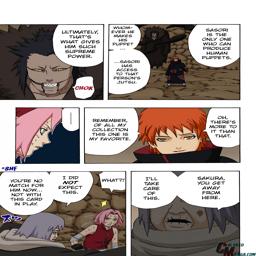 SASORI
IS THE ONLY
ONE WHO
CAN PRODUCE
HUMAN
PUPPETS.
WHOM-
EVER HE
MAKES HIS
PUPPET...
...SASORI
HAS ACCESS
TO THAT
PERSON'S
JUTSU.
ULTIMATELY,
THAT'S
WHAT GIVES
HIM SUCH
SUPREME
POWER.
...
CHOK
OH,
THERE'S
MORE TO
IT THAN
THAT.
REMEMBER,
OF ALL MY
COLLECTION
THIS ONE IS
MY FAVORITE.
...
SAKURA,
YOU GET
AWAY FROM
HERE.
I'LL
TAKE
CARE OF
THIS.
WHAT?!
I DID
NOT
EXPECT
THIS.
YOU'RE NO
MATCH FOR
HIM NOW...
NOT WITH
THIS CARD
IN PLAY.